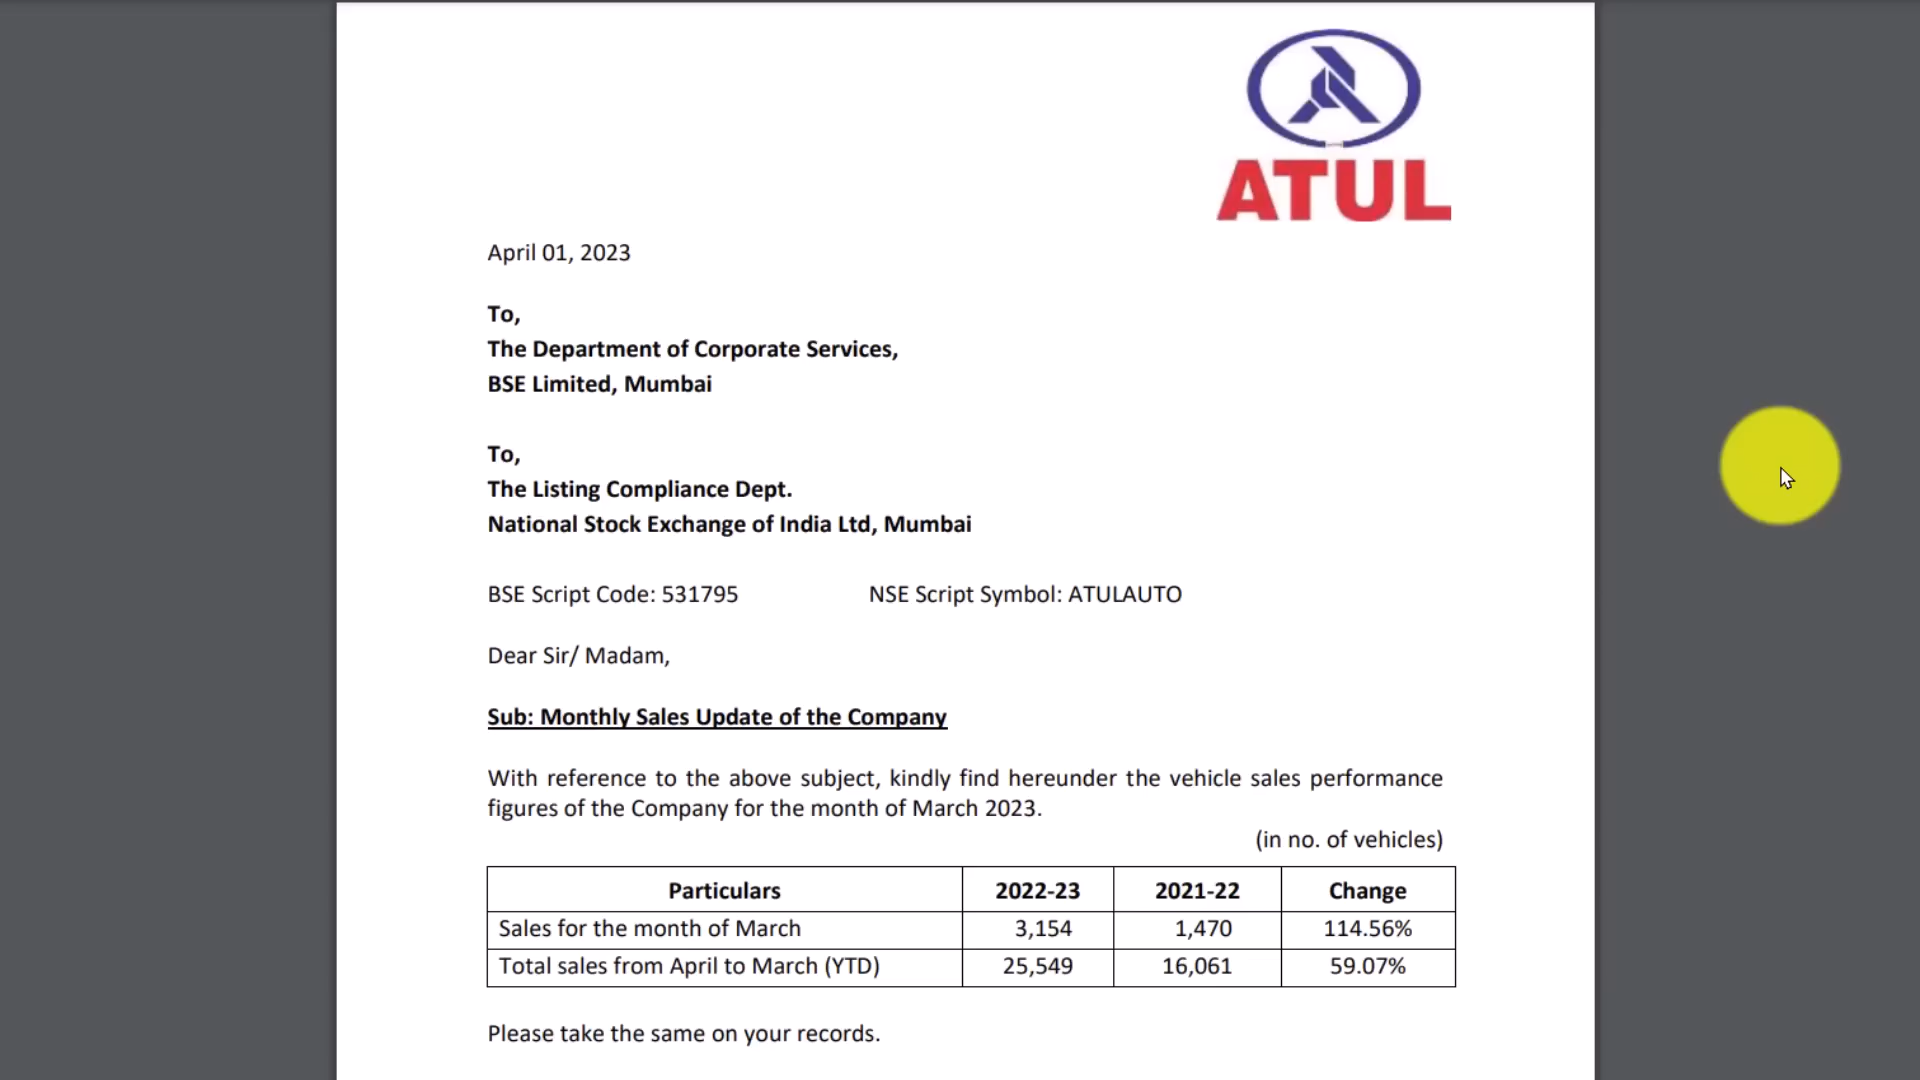 ATUL
April 01, 2023
To,
The Department of Corporate Services,
BSE Limited, Mumbai
To,
The Listing Compliance Dept.
National Stock Exchange of India Ltd, Mumbai
BSE Script Code: 531795 NSE Script Symbol: ATULAUTO
Dear Sir/ Madam,
Sub: Monthly Sales Update of the Company
With reference to the above subject, kindly find hereunder the vehicle sales performance
figures of the Company for the month of March 2023.
(in no. of vehicles)
Particulars 2022-23 2021-22 Change
Sales for the month of March 3,154 1,470 114.56%
Total sales from April to March (YTD) 25,549 16,061 59.07%
Please take the same on your records.